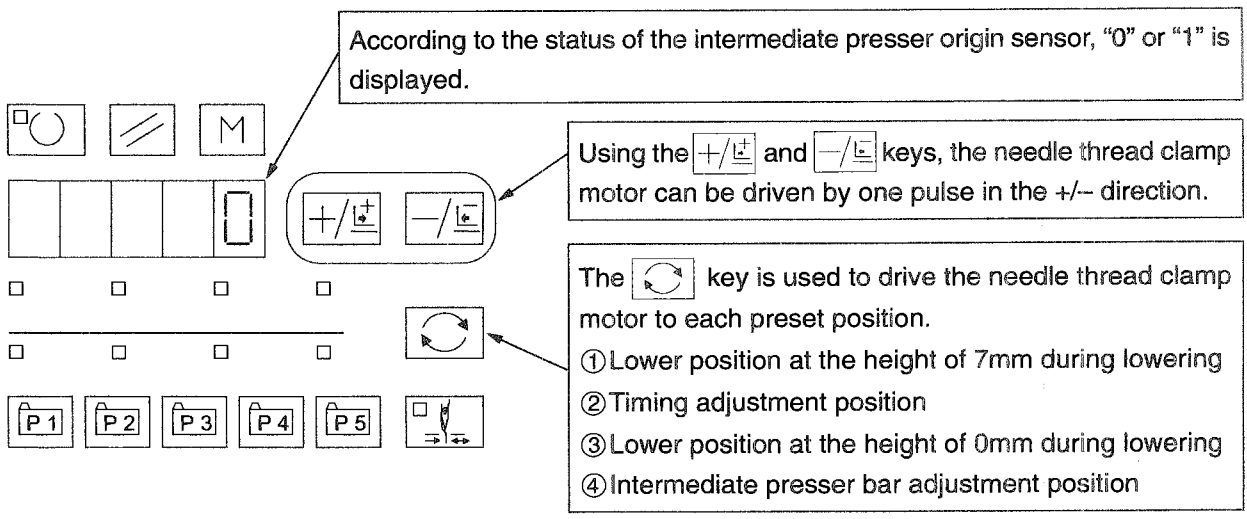 According to the status of the intermediate presser origin sensor, “0” or “1” is
displayed.
M
Using the +/ and −/ keys, the needle thread clamp
motor can be driven by one pulse in the +/− direction.
0
+/ −/
The key is used to drive the needle thread clamp
motor to each preset position.
①Lower position at the height of 7mm during lowering
②Timing adjustment position
③Lower position at the height of 0mm during lowering
④Intermediate presser bar adjustment position
P1 P2 P3 P4 P5